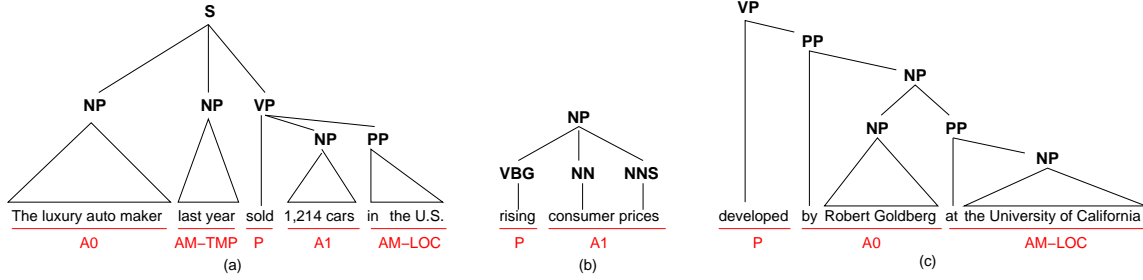 S
NP NP VP
NP PP
The luxury auto maker last year sold 1,214 cars in the U.S.
A0 AM-TMP P A1 AM-LOC
(a)
NP
VBG NN NNS
rising consumer prices
P A1
(b)
VP
PP
NP
NP PP
NP
developed by Robert Goldberg at the University of California
P A0 AM-LOC
(c)